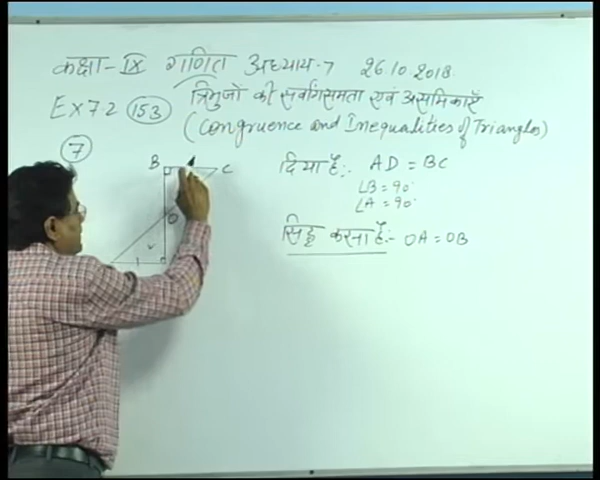 कक्षा-IX गणित अध्याय-7 26.10.2018
Ex 7.2 (153) त्रिभुजों की सर्वांगसमता एवं असमिकाएँ
(Congruence and Inequalities of Triangles)
7
B C
O
दिया है:- AD = BC
∠B = 90°
∠A = 90°
सिद्ध करना है:- OA = OB